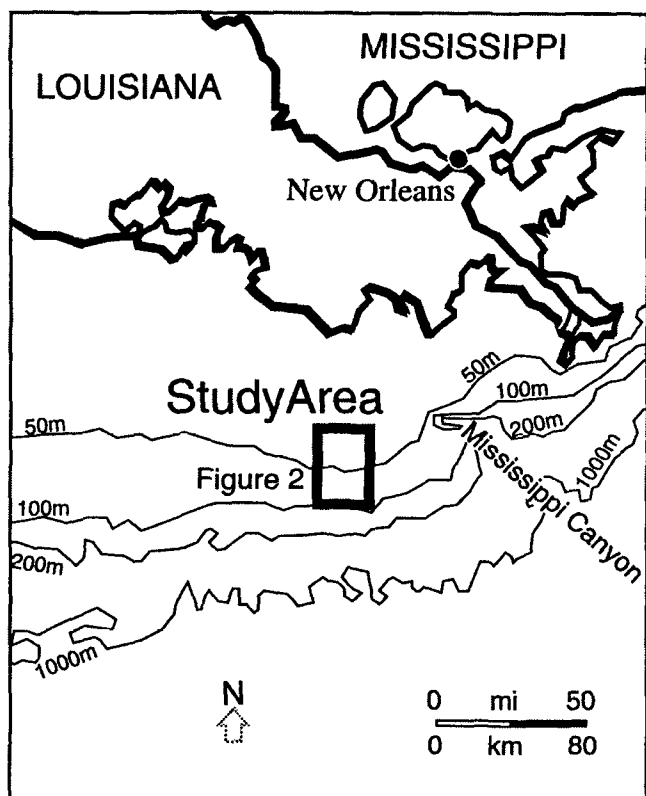 MISSISSIPPI
LOUISIANA
New Orleans
50m
100m
200m
StudyArea
50m
Figure 2
Mississippi Canyon
1000m
100m
200m
1000m
N
0 mi 50
0 km 80